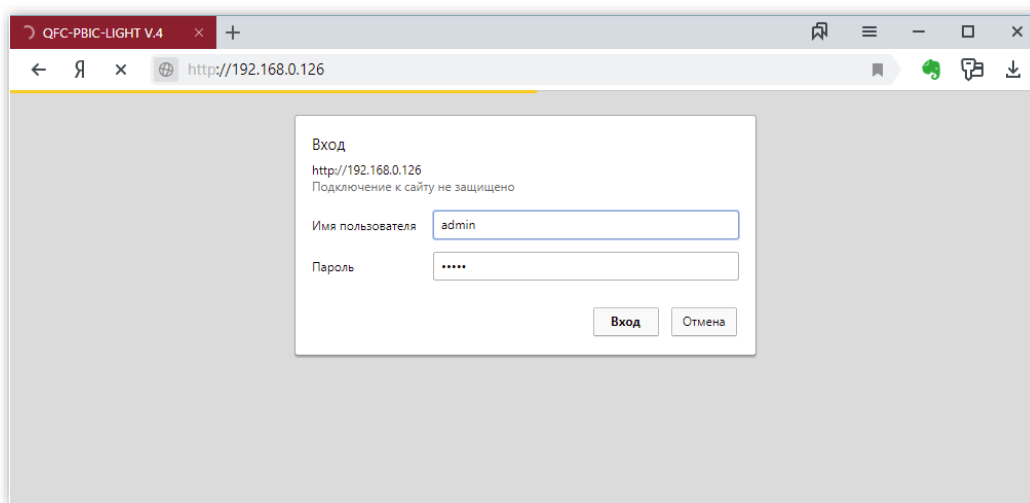 QFC-PBIC-LIGHT V.4
Я
http://192.168.0.126
Вход
http://192.168.0.126
Подключение к сайту не защищено
Имя пользователя admin
Пароль •••••
Вход Отмена